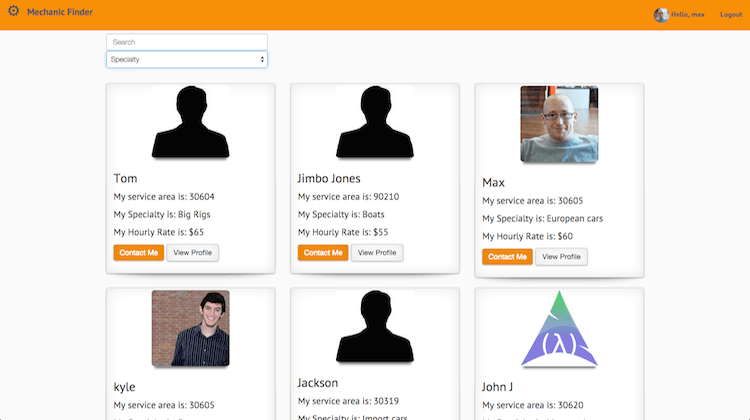 Mechanic Finder
Hello, max
Logout
Search
Specialty
Tom
My service area is: 30604
My Specialty is: Big Rigs
My Hourly Rate is: $65
Contact Me
View Profile
Jimbo Jones
My service area is: 90210
My Specialty is: Boats
My Hourly Rate is: $55
Contact Me
View Profile
Max
My service area is: 30605
My Specialty is: European cars
My Hourly Rate is: $60
Contact Me
View Profile
kyle
My service area is: 30605
Jackson
My service area is: 30319
My Specialty is: Import cars
(λ)
John J
My service area is: 30620